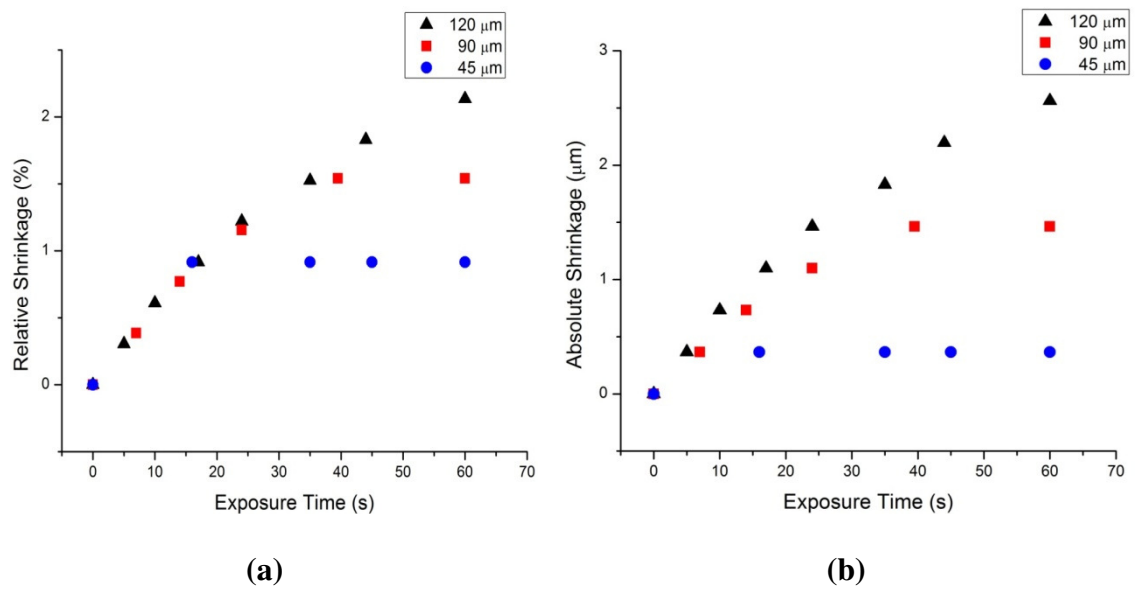 120 μm
90 μm
45 μm
Relative Shrinkage (%)
2
1
0
0 10 20 30 40 50 60 70
Exposure Time (s)
(a)
120 μm
90 μm
45 μm
Absolute Shrinkage (μm)
3
2
1
0
0 10 20 30 40 50 60 70
Exposure Time (s)
(b)